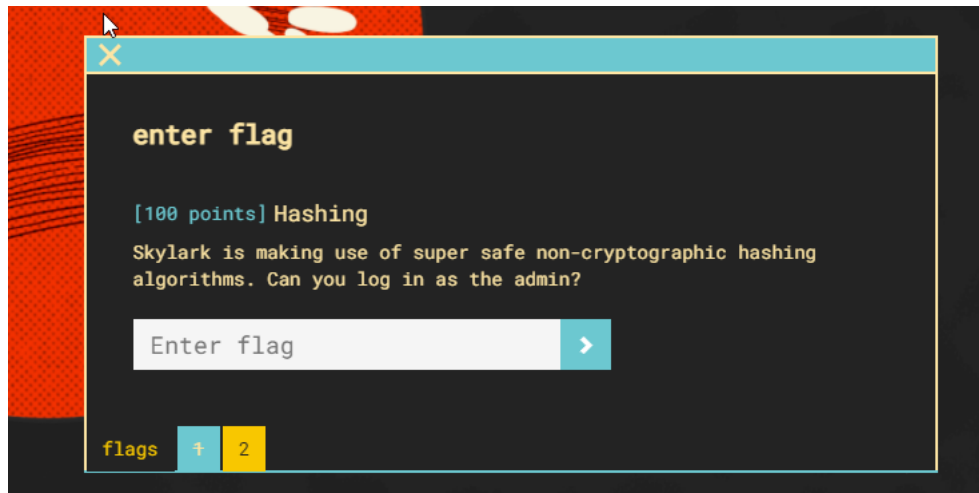 enter flag
[100 points] Hashing
Skylark is making use of super safe non-cryptographic hashing
algorithms. Can you log in as the admin?
Enter flag
flags 1 2